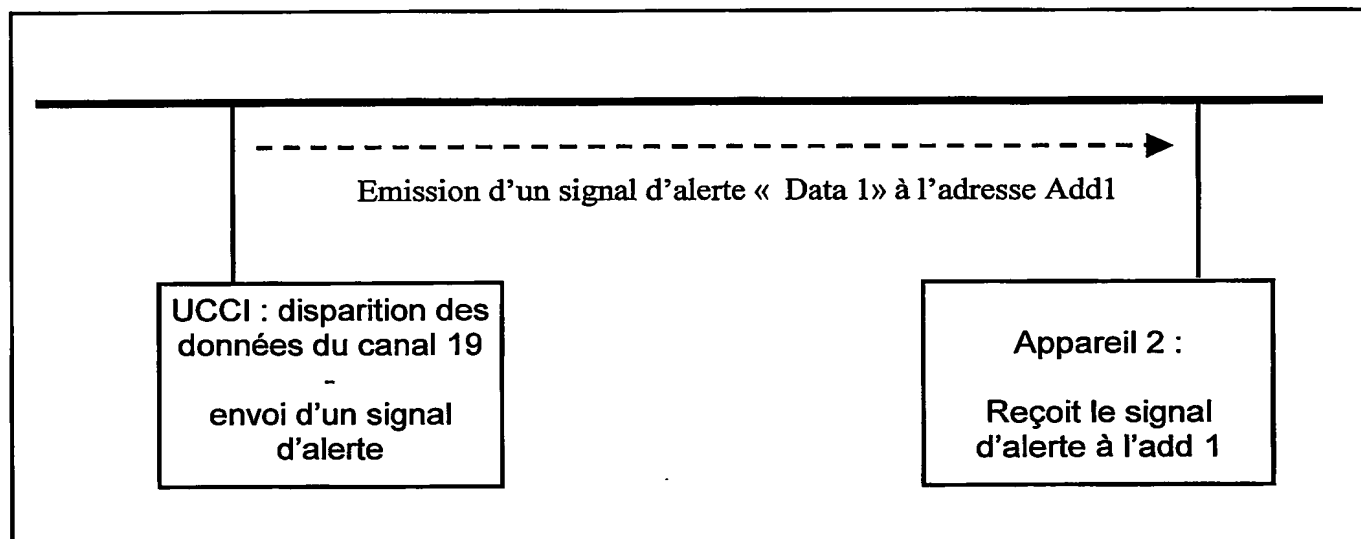 Emission d'un signal d'alerte « Data 1» à l'adresse Add1
UCCI : disparition des
données du canal 19
-
envoi d'un signal
d'alerte
Appareil 2 :
Reçoit le signal
d'alerte à l'add 1